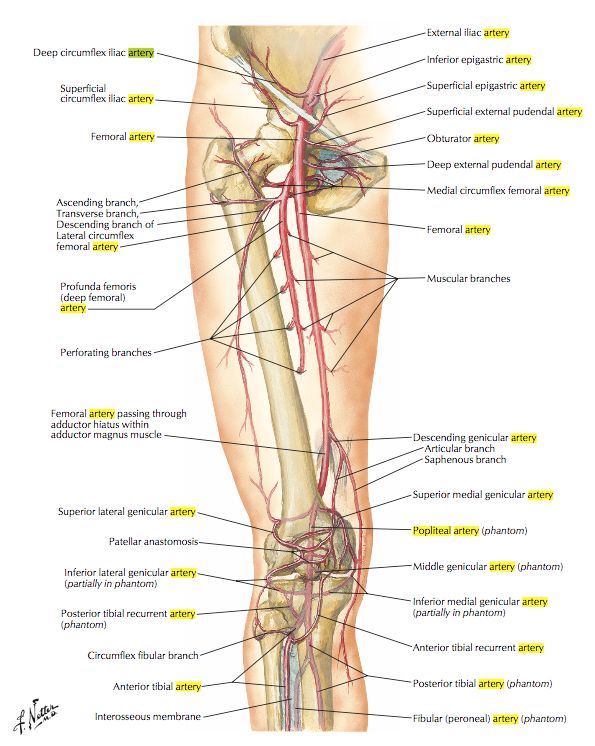 Deep circumflex iliac artery
Superficial
circumflex iliac artery
Femoral artery
Ascending branch,
Transverse branch,
Descending branch of
Lateral circumflex
femoral artery
Profunda femoris
(deep femoral)
artery
Perforating branches
Femoral artery passing through
adductor hiatus within
adductor magnus muscle
Superior lateral genicular artery
Patellar anastomosis
Inferior lateral genicular artery
(partially in phantom)
Posterior tibial recurrent artery
(phantom)
Circumflex fibular branch
Anterior tibial artery
Interosseous membrane
External iliac artery
Inferior epigastric artery
Superficial epigastric artery
Superficial external pudendal artery
Obturator artery
Deep external pudendal artery
Medial circumflex femoral artery
Femoral artery
Muscular branches
Descending genicular artery
Articular branch
Saphenous branch
Superior medial genicular artery
Popliteal artery (phantom)
Middle genicular artery (phantom)
Inferior medial genicular artery
(partially in phantom)
Anterior tibial recurrent artery
Posterior tibial artery (phantom)
Fibular (peroneal) artery (phantom)
F. Netter
M.D.